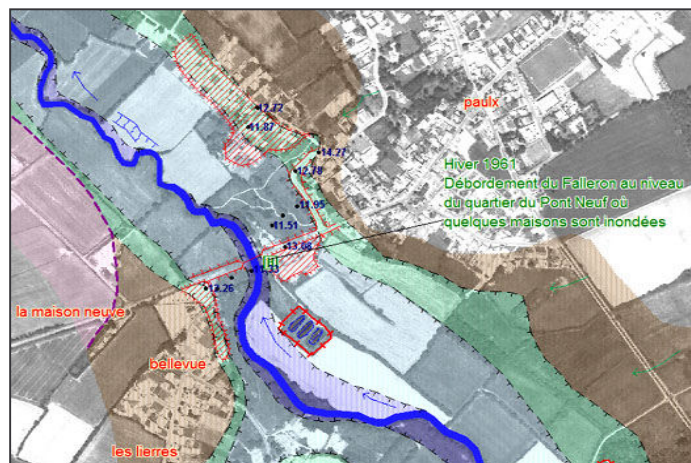 paulx
12.72
11.87
14.27
12.78
Hiver 1961
Débordement du Falleron au niveau
du quartier du Pont Neuf où
quelques maisons sont inondées
11.95
11.51
13.08
13.26
la maison neuve
bellevue
les lierres